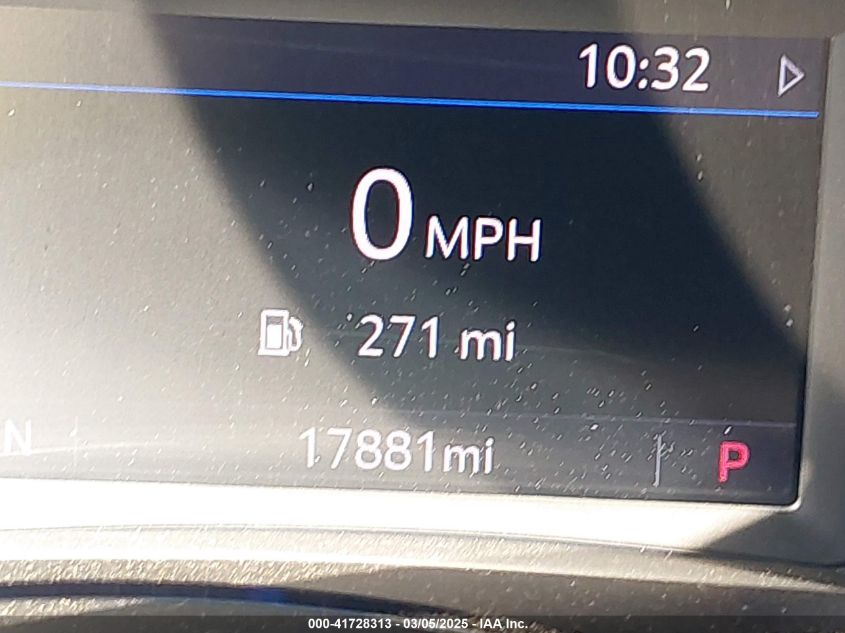 10:32
0 MPH
271 mi
N 17881mi P
000-41728313 - 03/05/2025 - IAA Inc.